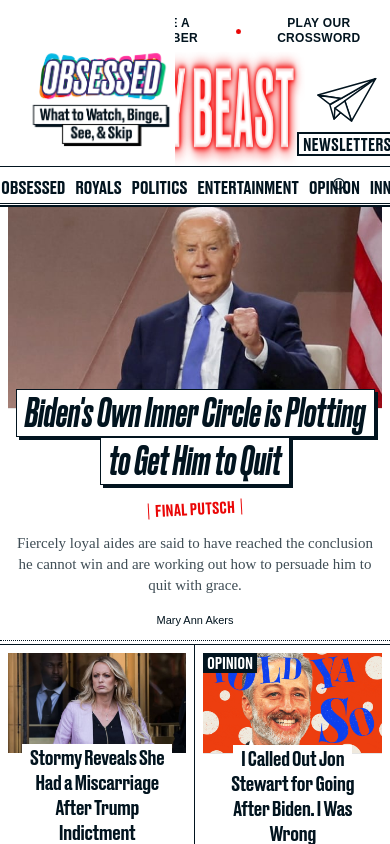 E A
BER
PLAY OUR
CROSSWORD
OBSESSED
What to Watch, Binge,
See, & Skip
Y BEAST
NEWSLETTERS
OBSESSED ROYALS POLITICS ENTERTAINMENT OPINION INN
Biden's Own Inner Circle is Plotting
to Get Him to Quit
FINAL PUTSCH
Fiercely loyal aides are said to have reached the conclusion
he cannot win and are working out how to persuade him to
quit with grace.
Mary Ann Akers
Stormy Reveals She
Had a Miscarriage
After Trump
Indictment
OPINION
TOLD YA
SO
I Called Out Jon
Stewart for Going
After Biden. I Was
Wrong